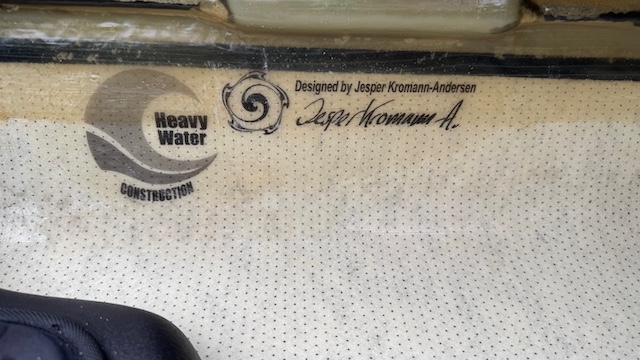 Heavy
Water
CONSTRUCTION
Designed by Jesper Kromann-Andersen
Jesper Kromann A.